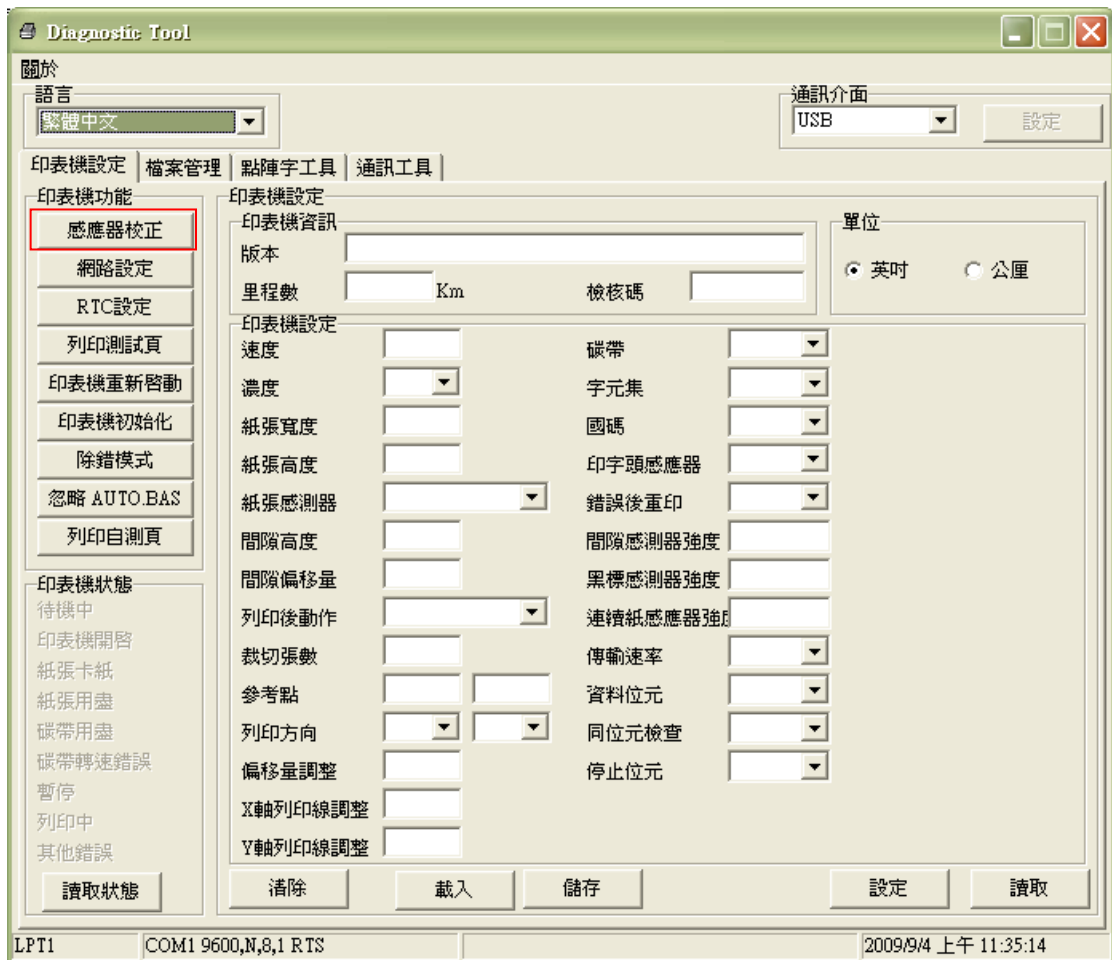 Diagnostic Tool
關於
語言
繁體中文
通訊介面
USB
設定
印表機設定 檔案管理 點陣字工具 通訊工具
印表機功能
感應器校正
網路設定
RTC設定
列印測試頁
印表機重新啓動
印表機初始化
除錯模式
忽略 AUTO.BAS
列印自測頁
印表機狀態
待機中
印表機開啓
紙張卡紙
紙張用盡
碳帶用盡
碳帶轉速錯誤
暫停
列印中
其他錯誤
讀取狀態
印表機設定
印表機資訊
版本
里程數 Km 檢核碼
單位
英吋 公厘
印表機設定
速度 碳帶
濃度 字元集
紙張寬度 國碼
紙張高度 印字頭感應器
紙張感測器 錯誤後重印
間隙高度 間隙感測器強度
間隙偏移量 黑標感測器強度
列印後動作 連續紙感應器強度
裁切張數 傳輸速率
參考點 資料位元
列印方向 同位元檢查
偏移量調整 停止位元
X軸列印線調整
Y軸列印線調整
清除 載入 儲存 設定 讀取
LPT1 COM1 9600,N,8,1 RTS 2009/9/4 上午 11:35:14